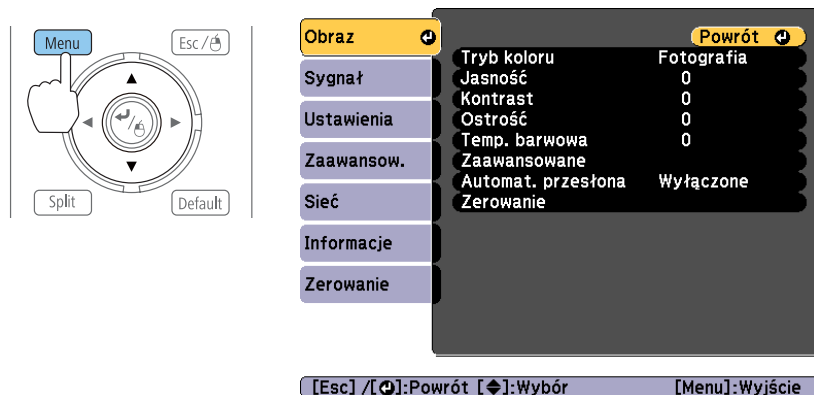 Menu
Esc /
Split
Default
Obraz
Sygnał
Ustawienia
Zaawansow.
Sieć
Informacje
Zerowanie
Powrót
Tryb koloru Fotografia
Jasność 0
Kontrast 0
Ostrość 0
Temp. barwowa 0
Zaawansowane
Automat. przesłona Wyłączone
Zerowanie
[Esc] /[]:Powrót []:Wybór [Menu]:Wyjście